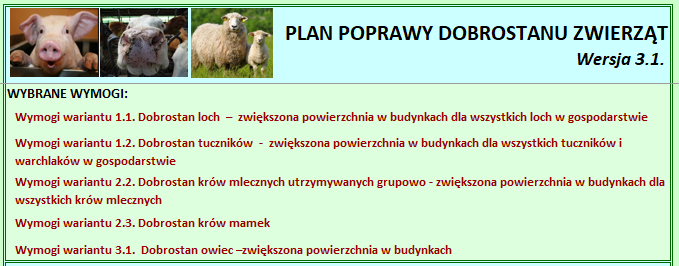 PLAN POPRAWY DOBROSTANU ZWIERZĄT
Wersja 3.1.
WYBRANE WYMOGI:
Wymogi wariantu 1.1. Dobrostan loch – zwiększona powierzchnia w budynkach dla wszystkich loch w gospodarstwie
Wymogi wariantu 1.2. Dobrostan tuczników - zwiększona powierzchnia w budynkach dla wszystkich tuczników i
warchlaków w gospodarstwie
Wymogi wariantu 2.2. Dobrostan krów mlecznych utrzymywanych grupowo - zwiększona powierzchnia w budynkach dla
wszystkich krów mlecznych
Wymogi wariantu 2.3. Dobrostan krów mamek
Wymogi wariantu 3.1. Dobrostan owiec –zwiększona powierzchnia w budynkach